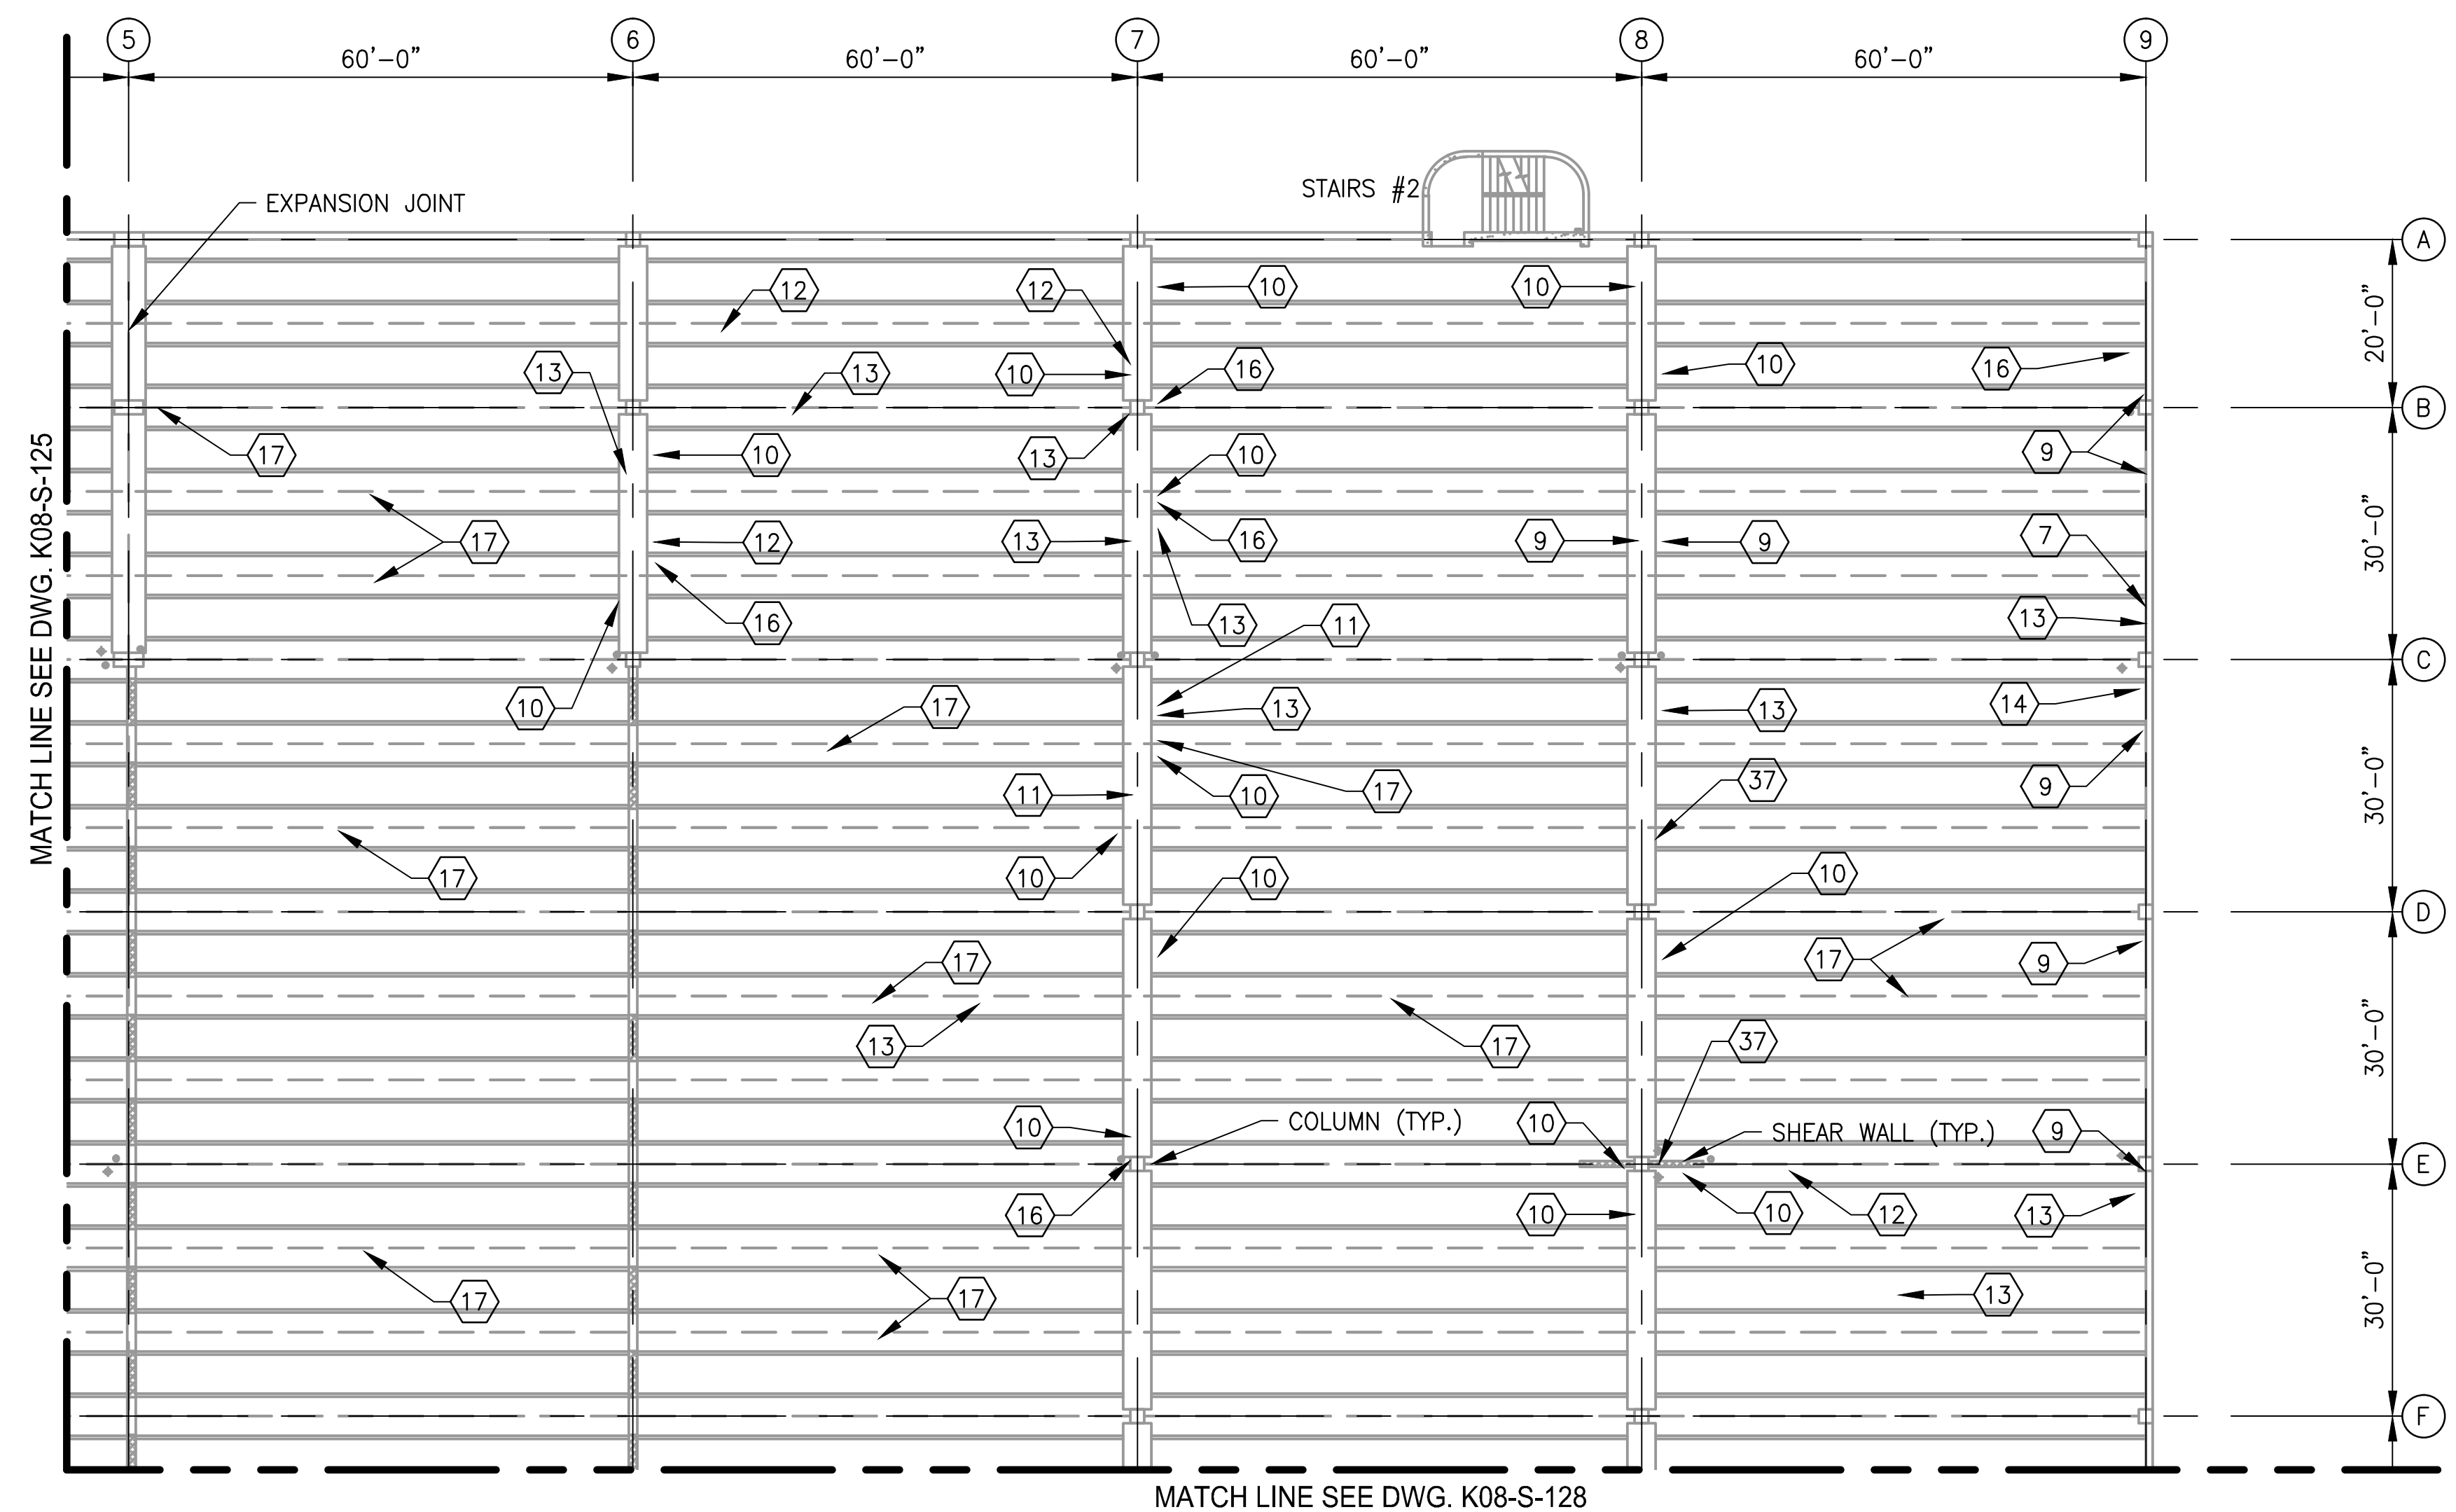 5 6 7 8 9
60'-0" 60'-0" 60'-0" 60'-0"
STAIRS #2
EXPANSION JOINT
A
12 12 10 10
20'-0"
13 13 10 16 10 16
B
17 10 13 10 9
MATCH LINE SEE DWG. K08-S-125
17 12 13 16 9 9 7
30'-0"
16 13 11 13
C
10 17 13 13 14
11 10 17 37 9
30'-0"
17 10 10 10
D
17 17 9
13 17 37
30'-0"
10 COLUMN (TYP.) 10 SHEAR WALL (TYP.) 9
E
16 10 10 12 13
17 17 13
30'-0"
F
MATCH LINE SEE DWG. K08-S-128